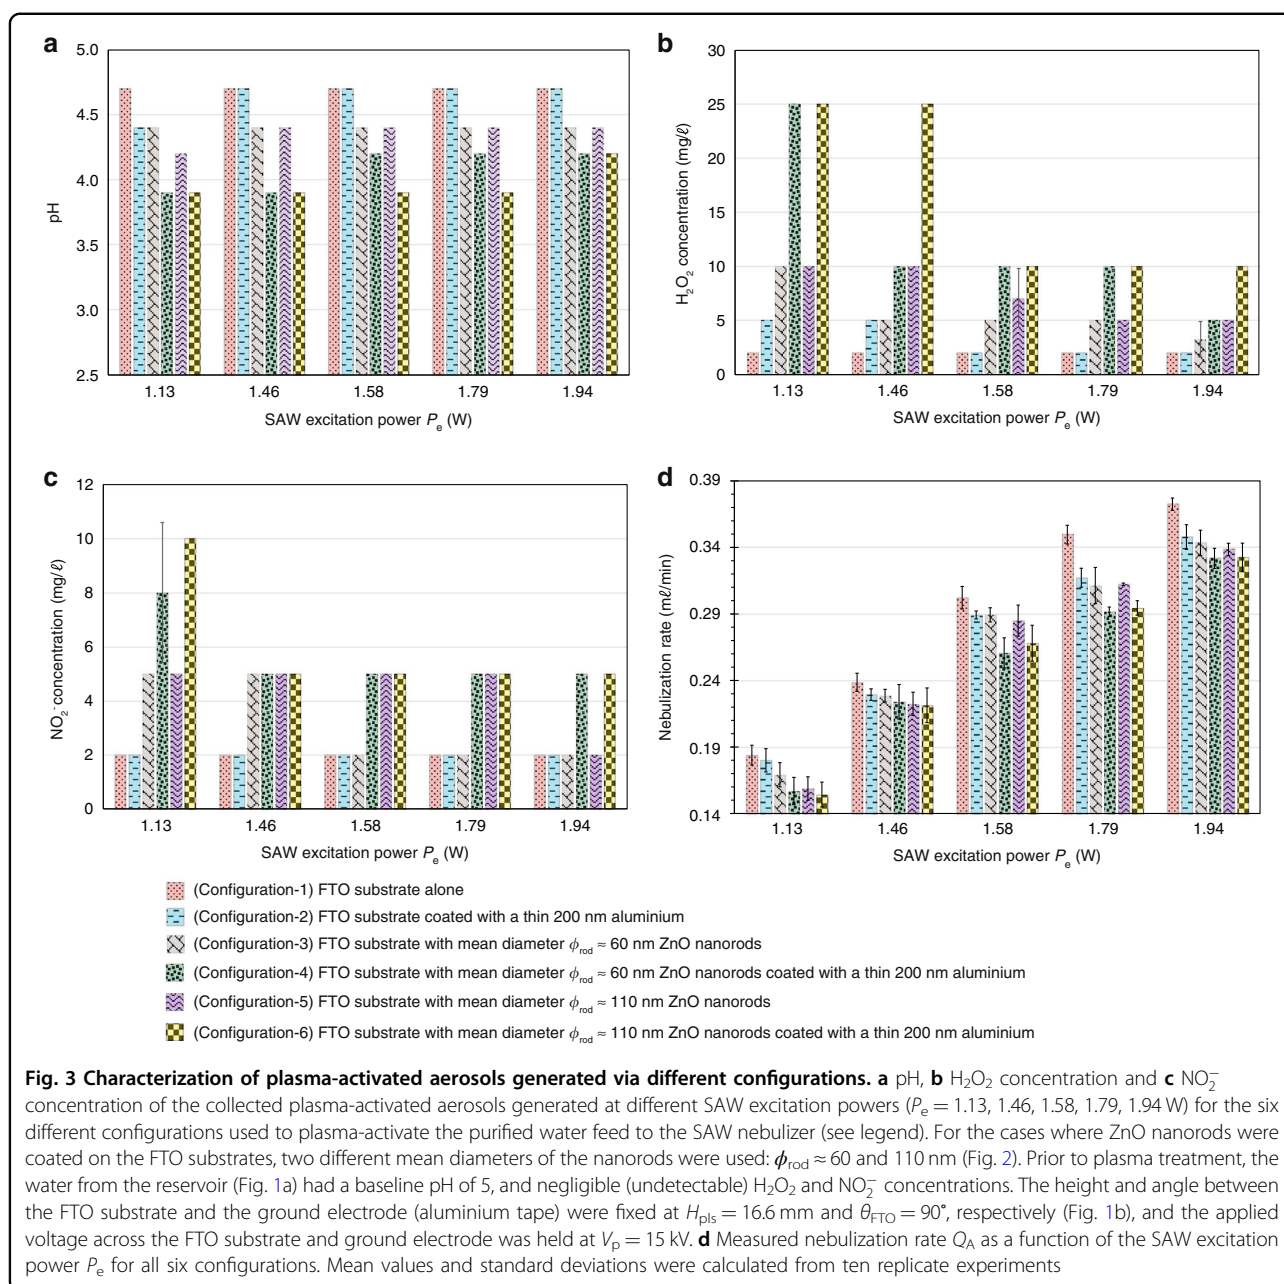 a
5.0
4.5
4.0
3.5
3.0
2.5
pH
1.13 1.46 1.58 1.79 1.94
SAW excitation power Pe (W)
b
30
25
20
15
10
5
0
H2O2 concentration (mg/ℓ)
1.13 1.46 1.58 1.79 1.94
SAW excitation power Pe (W)
c
12
10
8
6
4
2
0
NO2- concentration (mg/ℓ)
1.13 1.46 1.58 1.79 1.94
SAW excitation power Pe (W)
d
0.39
0.34
0.29
0.24
0.19
0.14
Nebulization rate (mℓ/min)
1.13 1.46 1.58 1.79 1.94
SAW excitation power Pe (W)
(Configuration-1) FTO substrate alone
(Configuration-2) FTO substrate coated with a thin 200 nm aluminium
(Configuration-3) FTO substrate with mean diameter ϕrod ≈ 60 nm ZnO nanorods
(Configuration-4) FTO substrate with mean diameter ϕrod ≈ 60 nm ZnO nanorods coated with a thin 200 nm aluminium
(Configuration-5) FTO substrate with mean diameter ϕrod ≈ 110 nm ZnO nanorods
(Configuration-6) FTO substrate with mean diameter ϕrod ≈ 110 nm ZnO nanorods coated with a thin 200 nm aluminium
Fig. 3 Characterization of plasma-activated aerosols generated via different configurations. a pH, b H2O2 concentration and c NO2−
concentration of the collected plasma-activated aerosols generated at different SAW excitation powers (Pe = 1.13, 1.46, 1.58, 1.79, 1.94 W) for the six
different configurations used to plasma-activate the purified water feed to the SAW nebulizer (see legend). For the cases where ZnO nanorods were
coated on the FTO substrates, two different mean diameters of the nanorods were used: ϕrod ≈ 60 and 110 nm (Fig. 2). Prior to plasma treatment, the
water from the reservoir (Fig. 1a) had a baseline pH of 5, and negligible (undetectable) H2O2 and NO2− concentrations. The height and angle between
the FTO substrate and the ground electrode (aluminium tape) were fixed at Hpls = 16.6 mm and θFTO = 90°, respectively (Fig. 1b), and the applied
voltage across the FTO substrate and ground electrode was held at Vp = 15 kV. d Measured nebulization rate QA as a function of the SAW excitation
power Pe for all six configurations. Mean values and standard deviations were calculated from ten replicate experiments